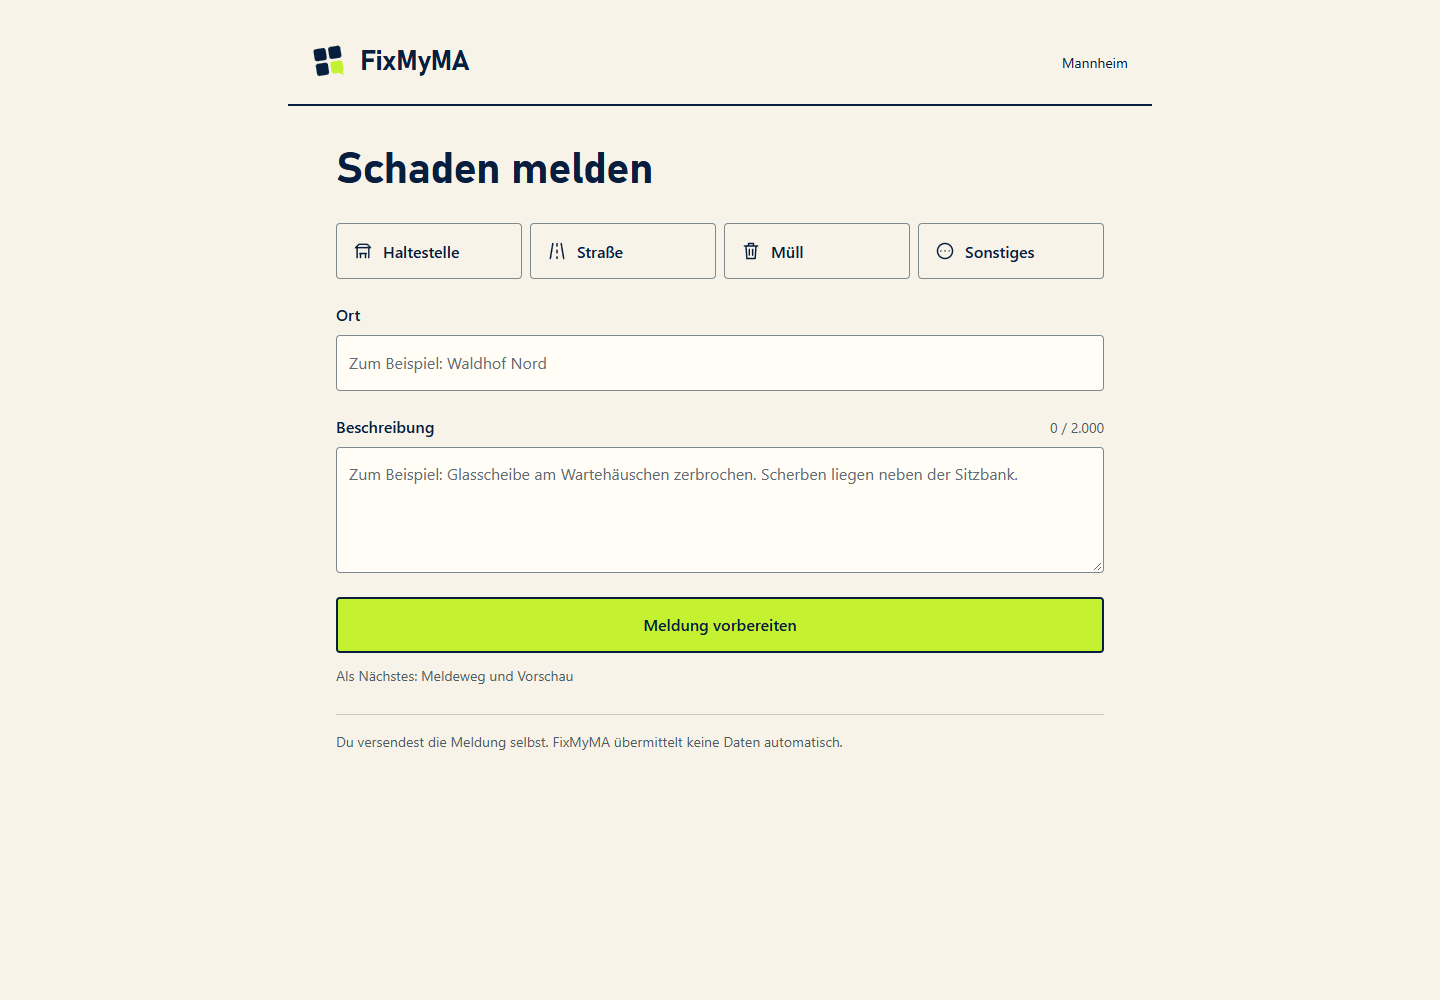 FixMyMA
Mannheim
Schaden melden
Haltestelle
Straße
Müll
Sonstiges
Ort
Zum Beispiel: Waldhof Nord
Beschreibung
0 / 2.000
Zum Beispiel: Glasscheibe am Wartehäuschen zerbrochen. Scherben liegen neben der Sitzbank.
Meldung vorbereiten
Als Nächstes: Meldeweg und Vorschau
Du versendest die Meldung selbst. FixMyMA übermittelt keine Daten automatisch.